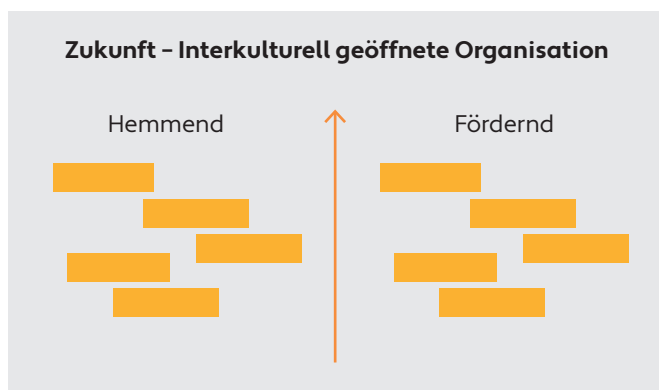 Zukunft – Interkulturell geöffnete Organisation
Hemmend
Fördernd